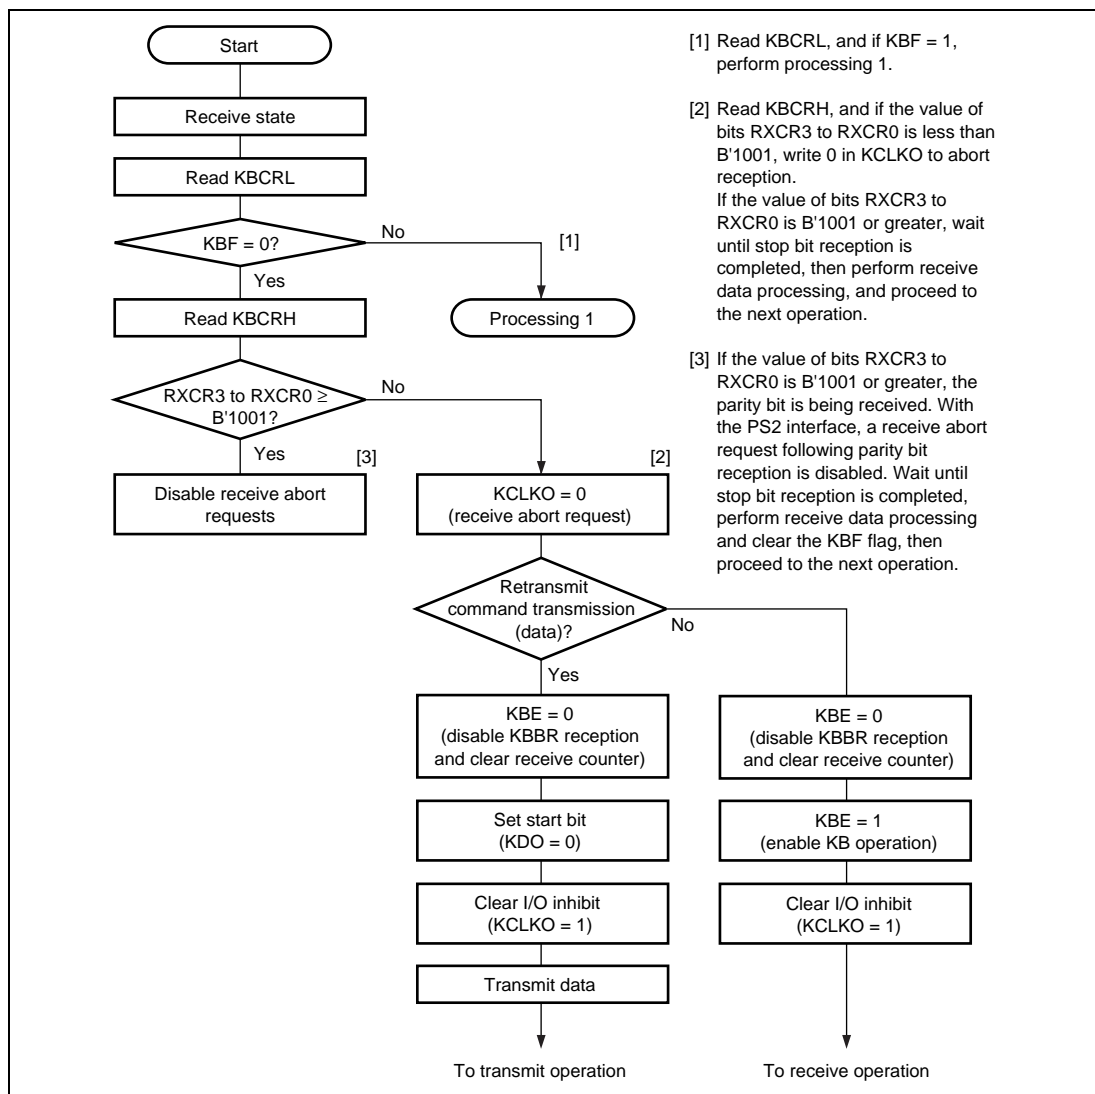 Start
Receive state
Read KBCRL
KBF = 0?
No
[1]
Yes
Processing 1
Read KBCRH
RXCR3 to RXCR0 ≥
B'1001?
No
Yes
[3]
Disable receive abort
requests
[2]
KCLKO = 0
(receive abort request)
Retransmit
command transmission
(data)?
No
Yes
KBE = 0
(disable KBBR reception
and clear receive counter)
Set start bit
(KDO = 0)
Clear I/O inhibit
(KCLKO = 1)
Transmit data
To transmit operation
KBE = 0
(disable KBBR reception
and clear receive counter)
KBE = 1
(enable KB operation)
Clear I/O inhibit
(KCLKO = 1)
To receive operation
[1] Read KBCRL, and if KBF = 1,
perform processing 1.
[2] Read KBCRH, and if the value of
bits RXCR3 to RXCR0 is less than
B'1001, write 0 in KCLKO to abort
reception.
If the value of bits RXCR3 to
RXCR0 is B'1001 or greater, wait
until stop bit reception is
completed, then perform receive
data processing, and proceed to
the next operation.
[3] If the value of bits RXCR3 to
RXCR0 is B'1001 or greater, the
parity bit is being received. With
the PS2 interface, a receive abort
request following parity bit
reception is disabled. Wait until
stop bit reception is completed,
perform receive data processing
and clear the KBF flag, then
proceed to the next operation.